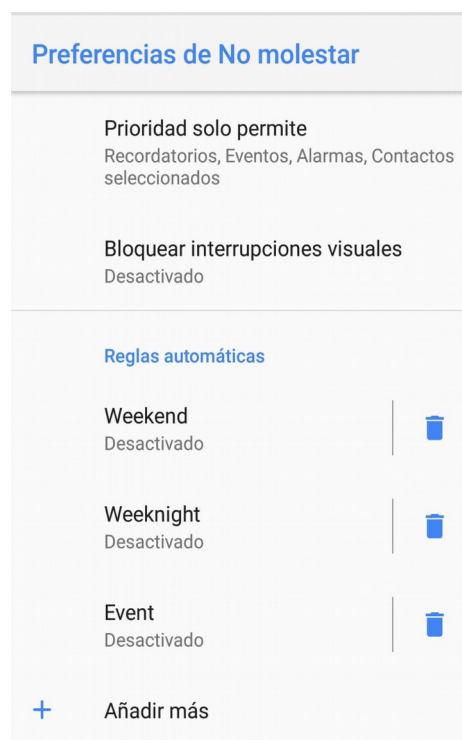 Preferencias de No molestar
Prioridad solo permite
Recordatorios, Eventos, Alarmas, Contactos
seleccionados
Bloquear interrupciones visuales
Desactivado
Reglas automáticas
Weekend
Desactivado
Weeknight
Desactivado
Event
Desactivado
+ Añadir más